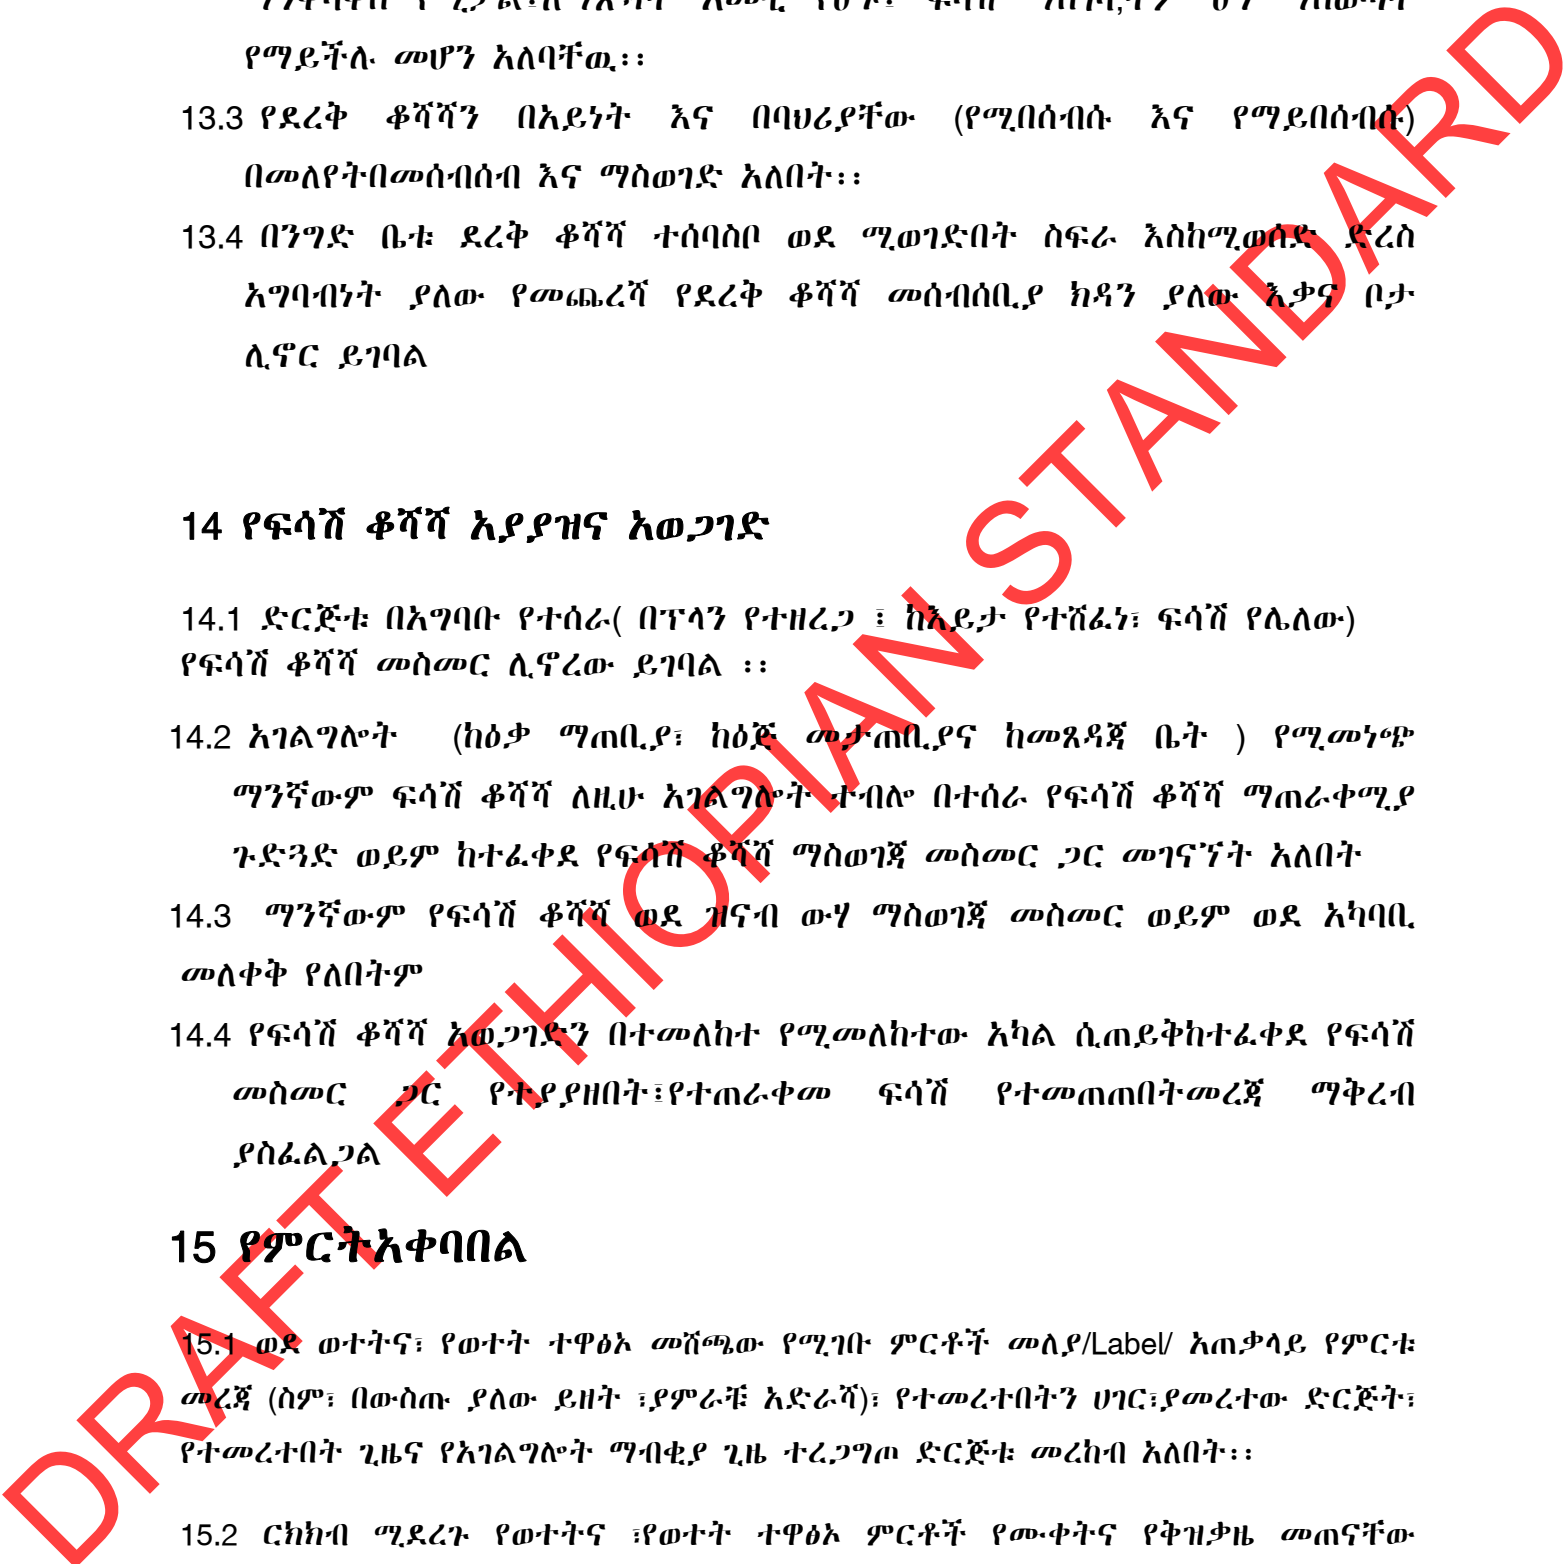 የማይችሉ መሆን አለባቸዉ፡፡
13.3 የደረቅ ቆሻሻን በአይነት እና በባህሪያቸው (የሚበሰብሱ እና የማይበሰብሱ)
በመለየትበመሰብሰብ እና ማስወገድ አለበት፡፡
13.4 በንግድ ቤቱ ደረቅ ቆሻሻ ተሰባስቦ ወደ ሚወገድበት ስፍራ እስከሚወሰድ ድረስ
አግባብነት ያለው የመጨረሻ የደረቅ ቆሻሻ መሰብሰቢያ ክዳን ያለው እቃና ቦታ
ሊኖር ይገባል
14 የፍሳሽ ቆሻሻ አያያዝና አወጋገድ
14.1 ድርጅቱ በአግባቡ የተሰራ( በፕላን የተዘረጋ ፤ ከእይታ የተሸፈነ፣ ፍሳሽ የሌለው)
የፍሳሽ ቆሻሻ መስመር ሊኖረው ይገባል ፡፡
14.2 አገልግሎት (ከዕቃ ማጠቢያ፣ ከዕጅ መታጠቢያና ከመጸዳጃ ቤት ) የሚመነጭ
ማንኛውም ፍሳሽ ቆሻሻ ለዚሁ አገልግሎት ተብሎ በተሰራ የፍሳሽ ቆሻሻ ማጠራቀሚያ
ጉድጓድ ወይም ከተፈቀደ የፍሳሽ ቆሻሻ ማስወገጃ መስመር ጋር መገናኘት አለበት
14.3 ማንኛውም የፍሳሽ ቆሻሻ ወደ ዝናብ ውሃ ማስወገጃ መስመር ወይም ወደ አካባቢ
መለቀቅ የለበትም
14.4 የፍሳሽ ቆሻሻ አወጋገድን በተመለከተ የሚመለከተው አካል ሲጠይቅከተፈቀደ የፍሳሽ
መስመር ጋር የተያያዘበት፤የተጠራቀመ ፍሳሽ የተመጠጠበትመረጃ ማቅረብ
ያስፈልጋል
15 የምርትአቀባበል
15.1 ወደ ወተትና፣ የወተት ተዋፅኦ መሸጫው የሚገቡ ምርቶች መለያ/Label/ አጠቃላይ የምርቱ
መረጃ (ስም፣ በውስጡ ያለው ይዘት ፣ያምራቹ አድራሻ)፣ የተመረተበትን ሀገር፣ያመረተው ድርጅት፣
የተመረተበት ጊዜና የአገልግሎት ማብቂያ ጊዜ ተረጋግጦ ድርጅቱ መረከብ አለበት፡፡
15.2 ርክክብ ሚደረጉ የወተትና ፣የወተት ተዋፅኦ ምርቶች የሙቀትና የቅዝቃዜ መጠናቸው
DRAFT ETHIOPIAN STANDARD